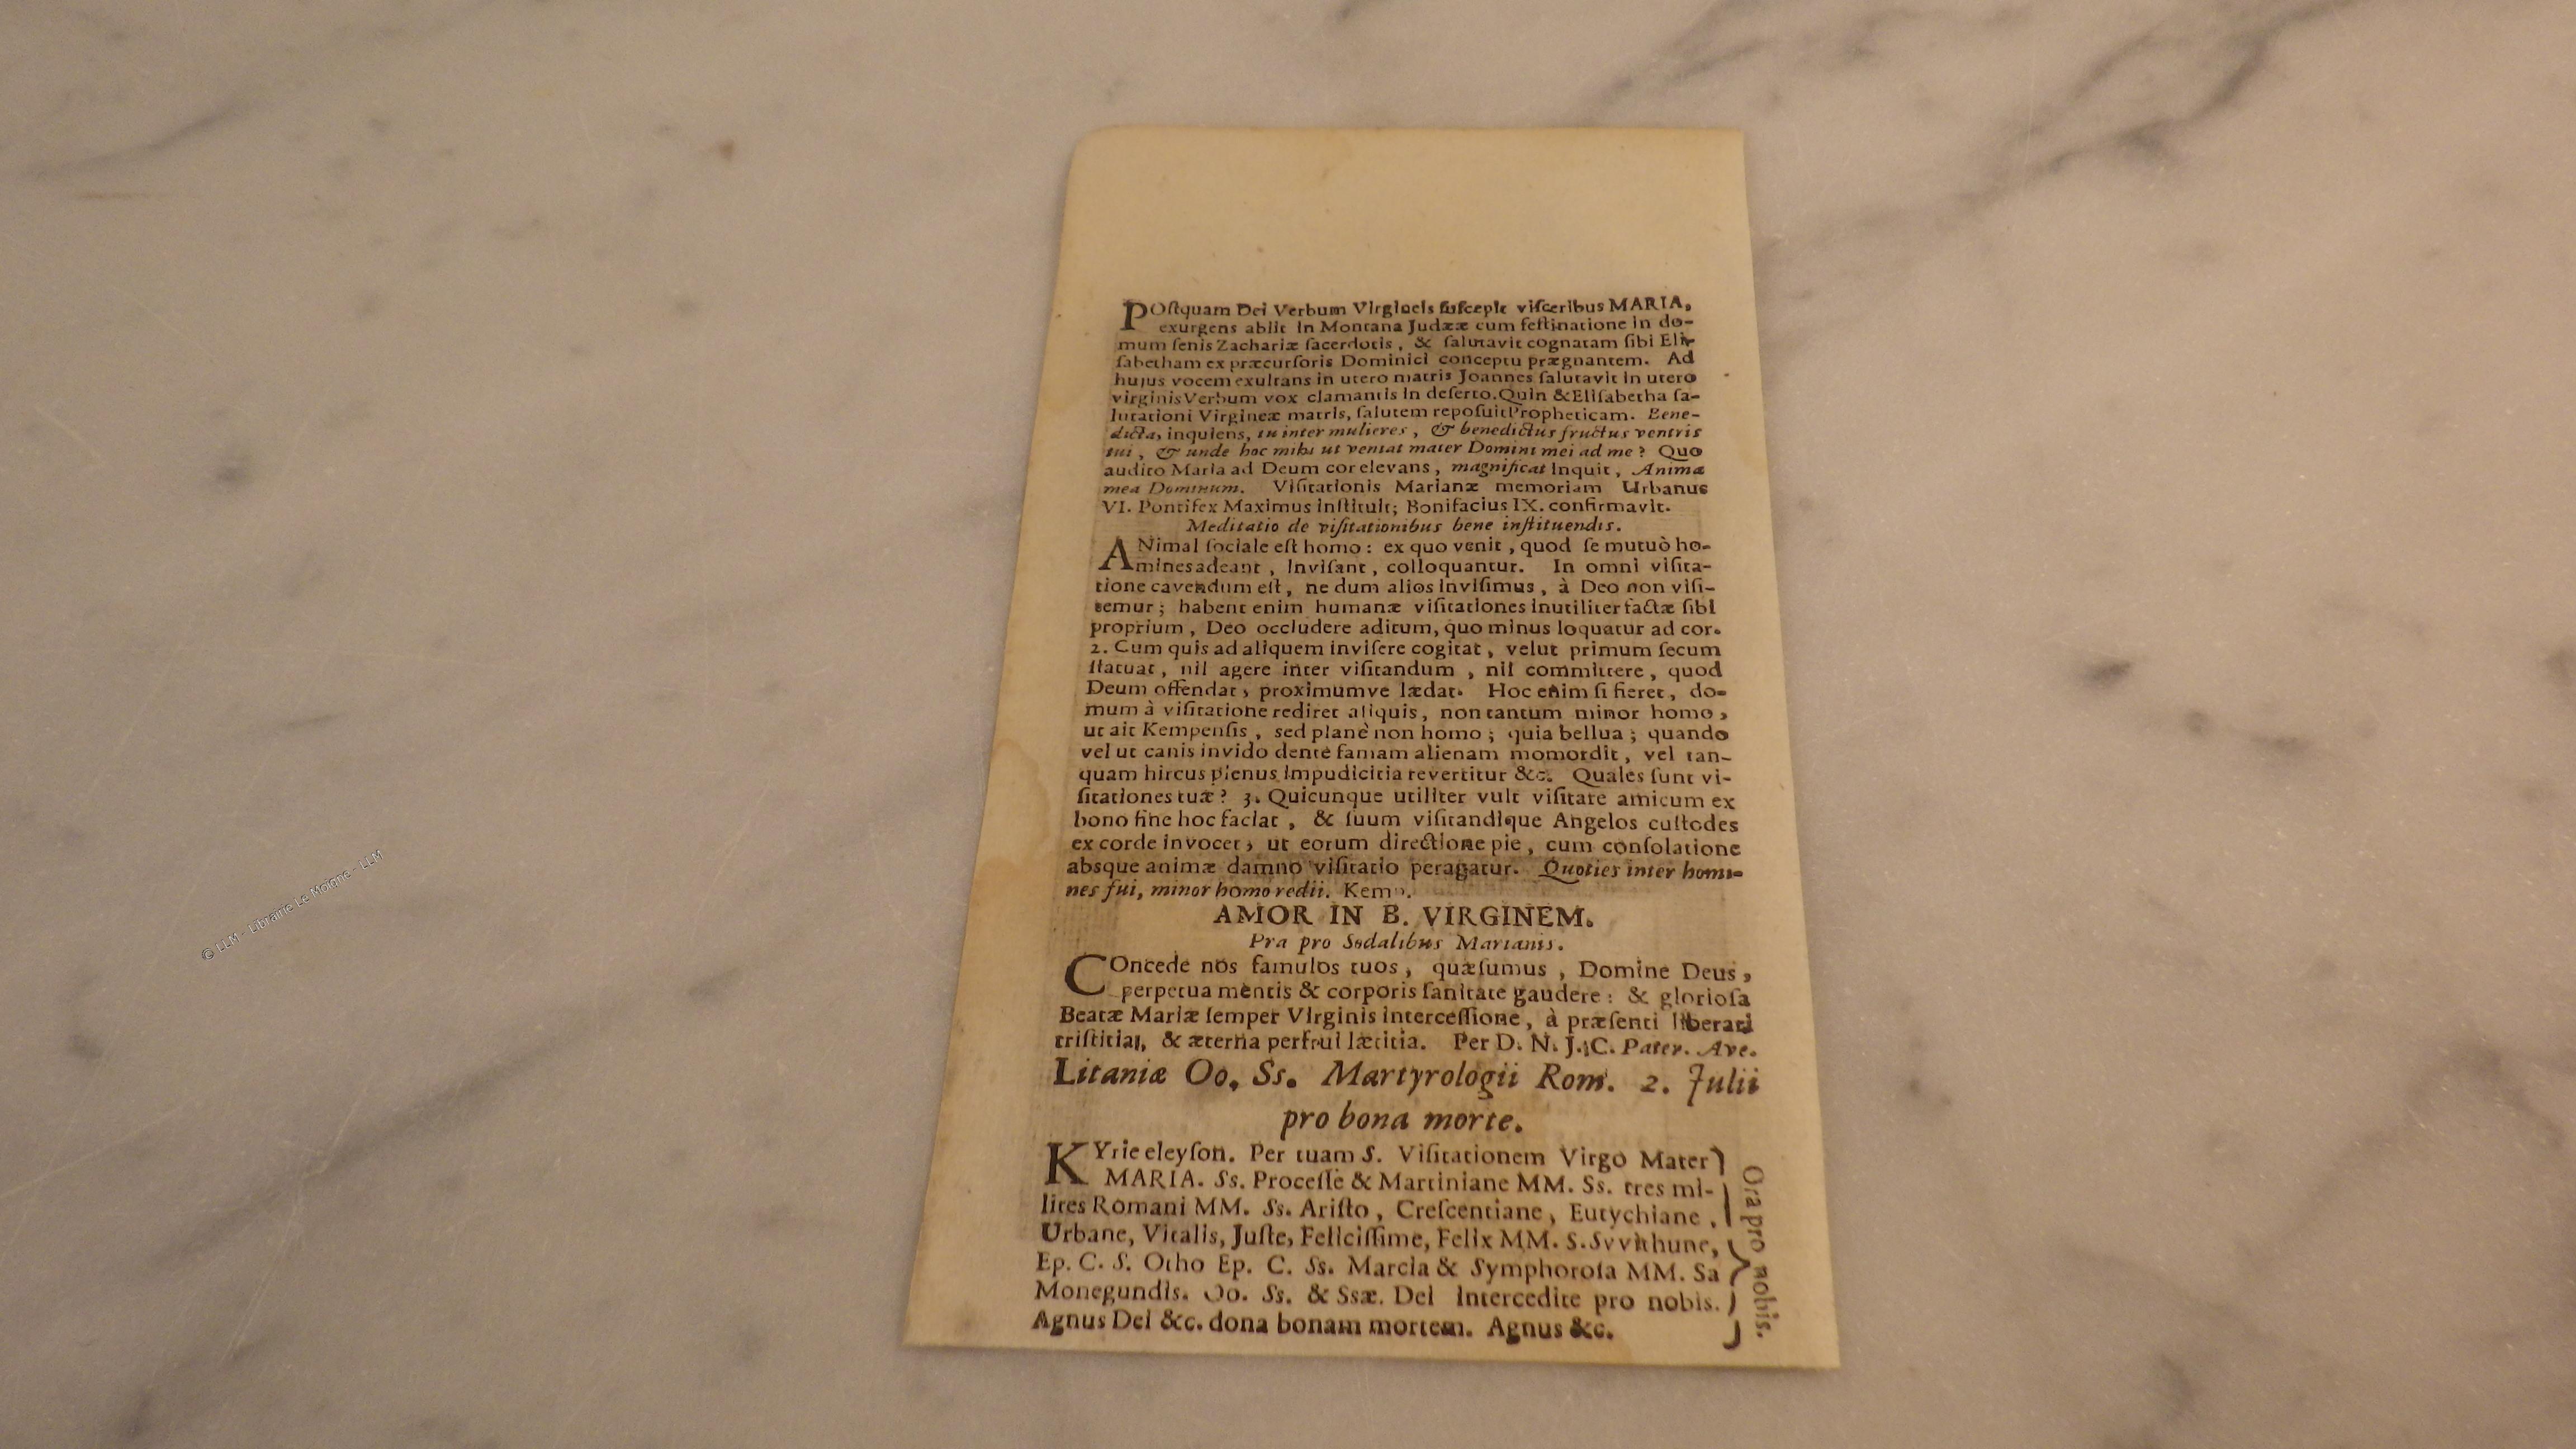 POſtquam Dei Verbum Virgineis ſuſcepit viſceribus MARIA,
exurgens abiit in Montana Judææ cum feſtinatione in do-
mum ſenis Zachariæ ſacerdotis, & ſalutavit cognatam ſibi Eli-
ſabetham ex præcurſoris Dominici conceptu prægnantem. Ad
hujus vocem exultans in utero matris Joannes ſalutavit in utero
virginis Verbum vox clamantis in deſerto. Quin & Eliſabetha ſa-
lutationi Virgineæ matris, ſalutem repoſuit Propheticam. Bene-
dicta, inquiens, tu inter mulieres, & benedictus fructus ventris
tui, & unde hoc mihi ut veniat mater Domini mei ad me? Quo
audito Maria ad Deum cor elevans, magnificat inquit, Anima
mea Dominum. Viſitationis Marianæ memoriam Urbanus
VI. Pontifex Maximus inſtituit; Bonifacius IX. confirmavit.
Meditatio de viſitationibus bene inſtituendis.
ANimal ſociale eſt homo: ex quo venit, quod ſe mutuò ho-
mines adeant, inviſant, colloquantur. In omni viſita-
tione cavendum eſt, ne dum alios inviſimus, à Deo non viſi-
temur; habent enim humanæ viſitationes inutiliter factæ ſibi
proprium, Deo occludere aditum, quo minus loquatur ad cor.
2. Cum quis ad aliquem inviſere cogitat, velut primum ſecum
ſtatuat, nil agere inter viſitandum, nil committere, quod
Deum offendat, proximumve lædat. Hoc enim ſi fieret, do-
mum à viſitatione rediret aliquis, non tantum minor homo,
ut ait Kempenſis, sed planè non homo; quia bellua; quando
vel ut canis invido dente famam alienam momordit, vel tan-
quam hircus plenus impudicitia revertitur &c. Quales ſunt vi-
ſitationes tuæ? 3. Quicunque utiliter vult viſitare amicum ex
bono fine hoc faciat, & ſuum viſitandique Angelos cuſtodes
ex corde invocet, ut eorum directione pie, cum conſolatione
absque animæ damno viſitatio peragatur. Quoties inter homi-
nes fui, minor homo redii. Kemp.
AMOR IN B. VIRGINEM.
Ora pro Sodalibus Marianis.
COncede nos famulos tuos, quæſumus, Domine Deus,
perpetua mentis & corporis ſanitate gaudere: & glorioſa
Beatæ Mariæ ſemper Virginis interceſſione, à præſenti liberari
triſtitia, & æterna perfrui lætitia. Per D. N. J. C. Pater. Ave.
Litaniæ Oo. Ss. Martyrologii Rom. 2. Julii
pro bona morte.
KYrie eleyſon. Per tuam S. Viſitationem Virgo Mater
MARIA. Ss. Proceſſe & Martiniane MM. Ss. tres mi-
lites Romani MM. Ss. Ariſto, Creſcentiane, Eutychiane,
Urbane, Vitalis, Juſte, Feliciſſime, Felix MM. S. Svvithune,
Ep. C. S. Otho Ep. C. Ss. Marcia & Symphoroſa MM. Sa
Monegundis. Oo. Ss. & Ssæ. Dei intercedite pro nobis.
Agnus Dei &c. dona bonam mortem. Agnus &c.
Ora pro nobis.
© LLM - Librairie Le Moigne - LLM